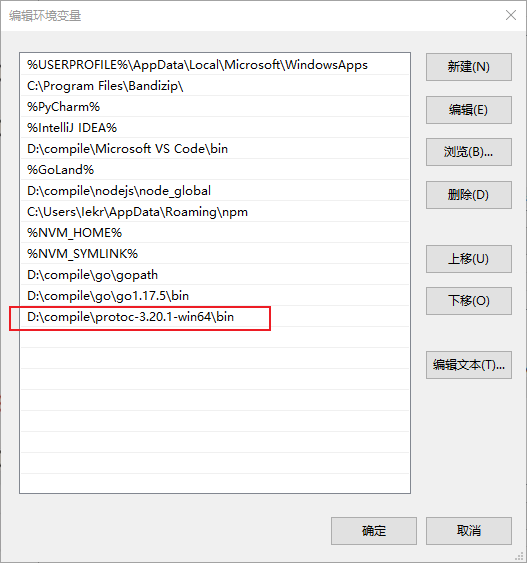 编辑环境变量
%USERPROFILE%\AppData\Local\Microsoft\WindowsApps
C:\Program Files\Bandizip\
%PyCharm%
%IntelliJ IDEA%
D:\compile\Microsoft VS Code\bin
%GoLand%
D:\compile\nodejs\node_global
C:\Users\lekr\AppData\Roaming\npm
%NVM_HOME%
%NVM_SYMLINK%
D:\compile\go\gopath
D:\compile\go\go1.17.5\bin
D:\compile\protoc-3.20.1-win64\bin
新建(N)
编辑(E)
浏览(B)...
删除(D)
上移(U)
下移(O)
编辑文本(T)...
确定
取消